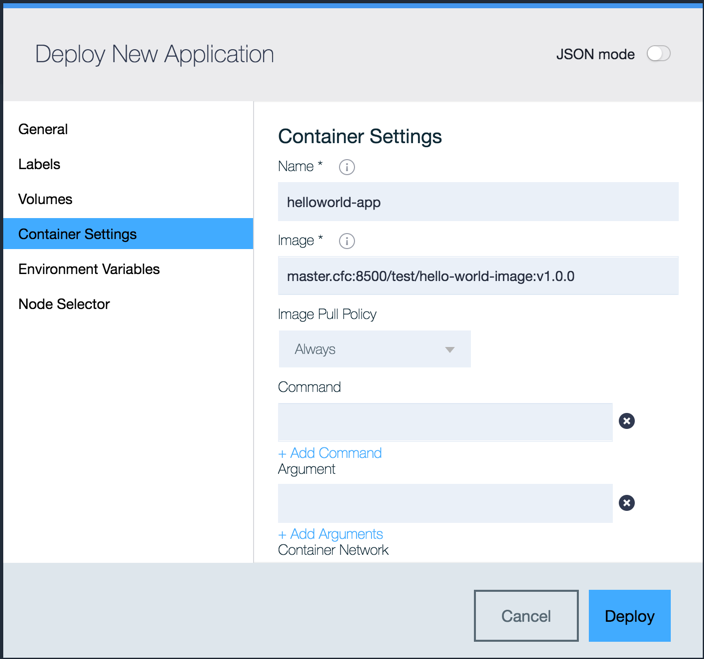 Deploy New Application
JSON mode
General
Labels
Volumes
Container Settings
Environment Variables
Node Selector
Container Settings
Name *
helloworld-app
Image *
master.cfc:8500/test/hello-world-image:v1.0.0
Image Pull Policy
Always
Command
+ Add Command
Argument
+ Add Arguments
Container Network
Cancel
Deploy